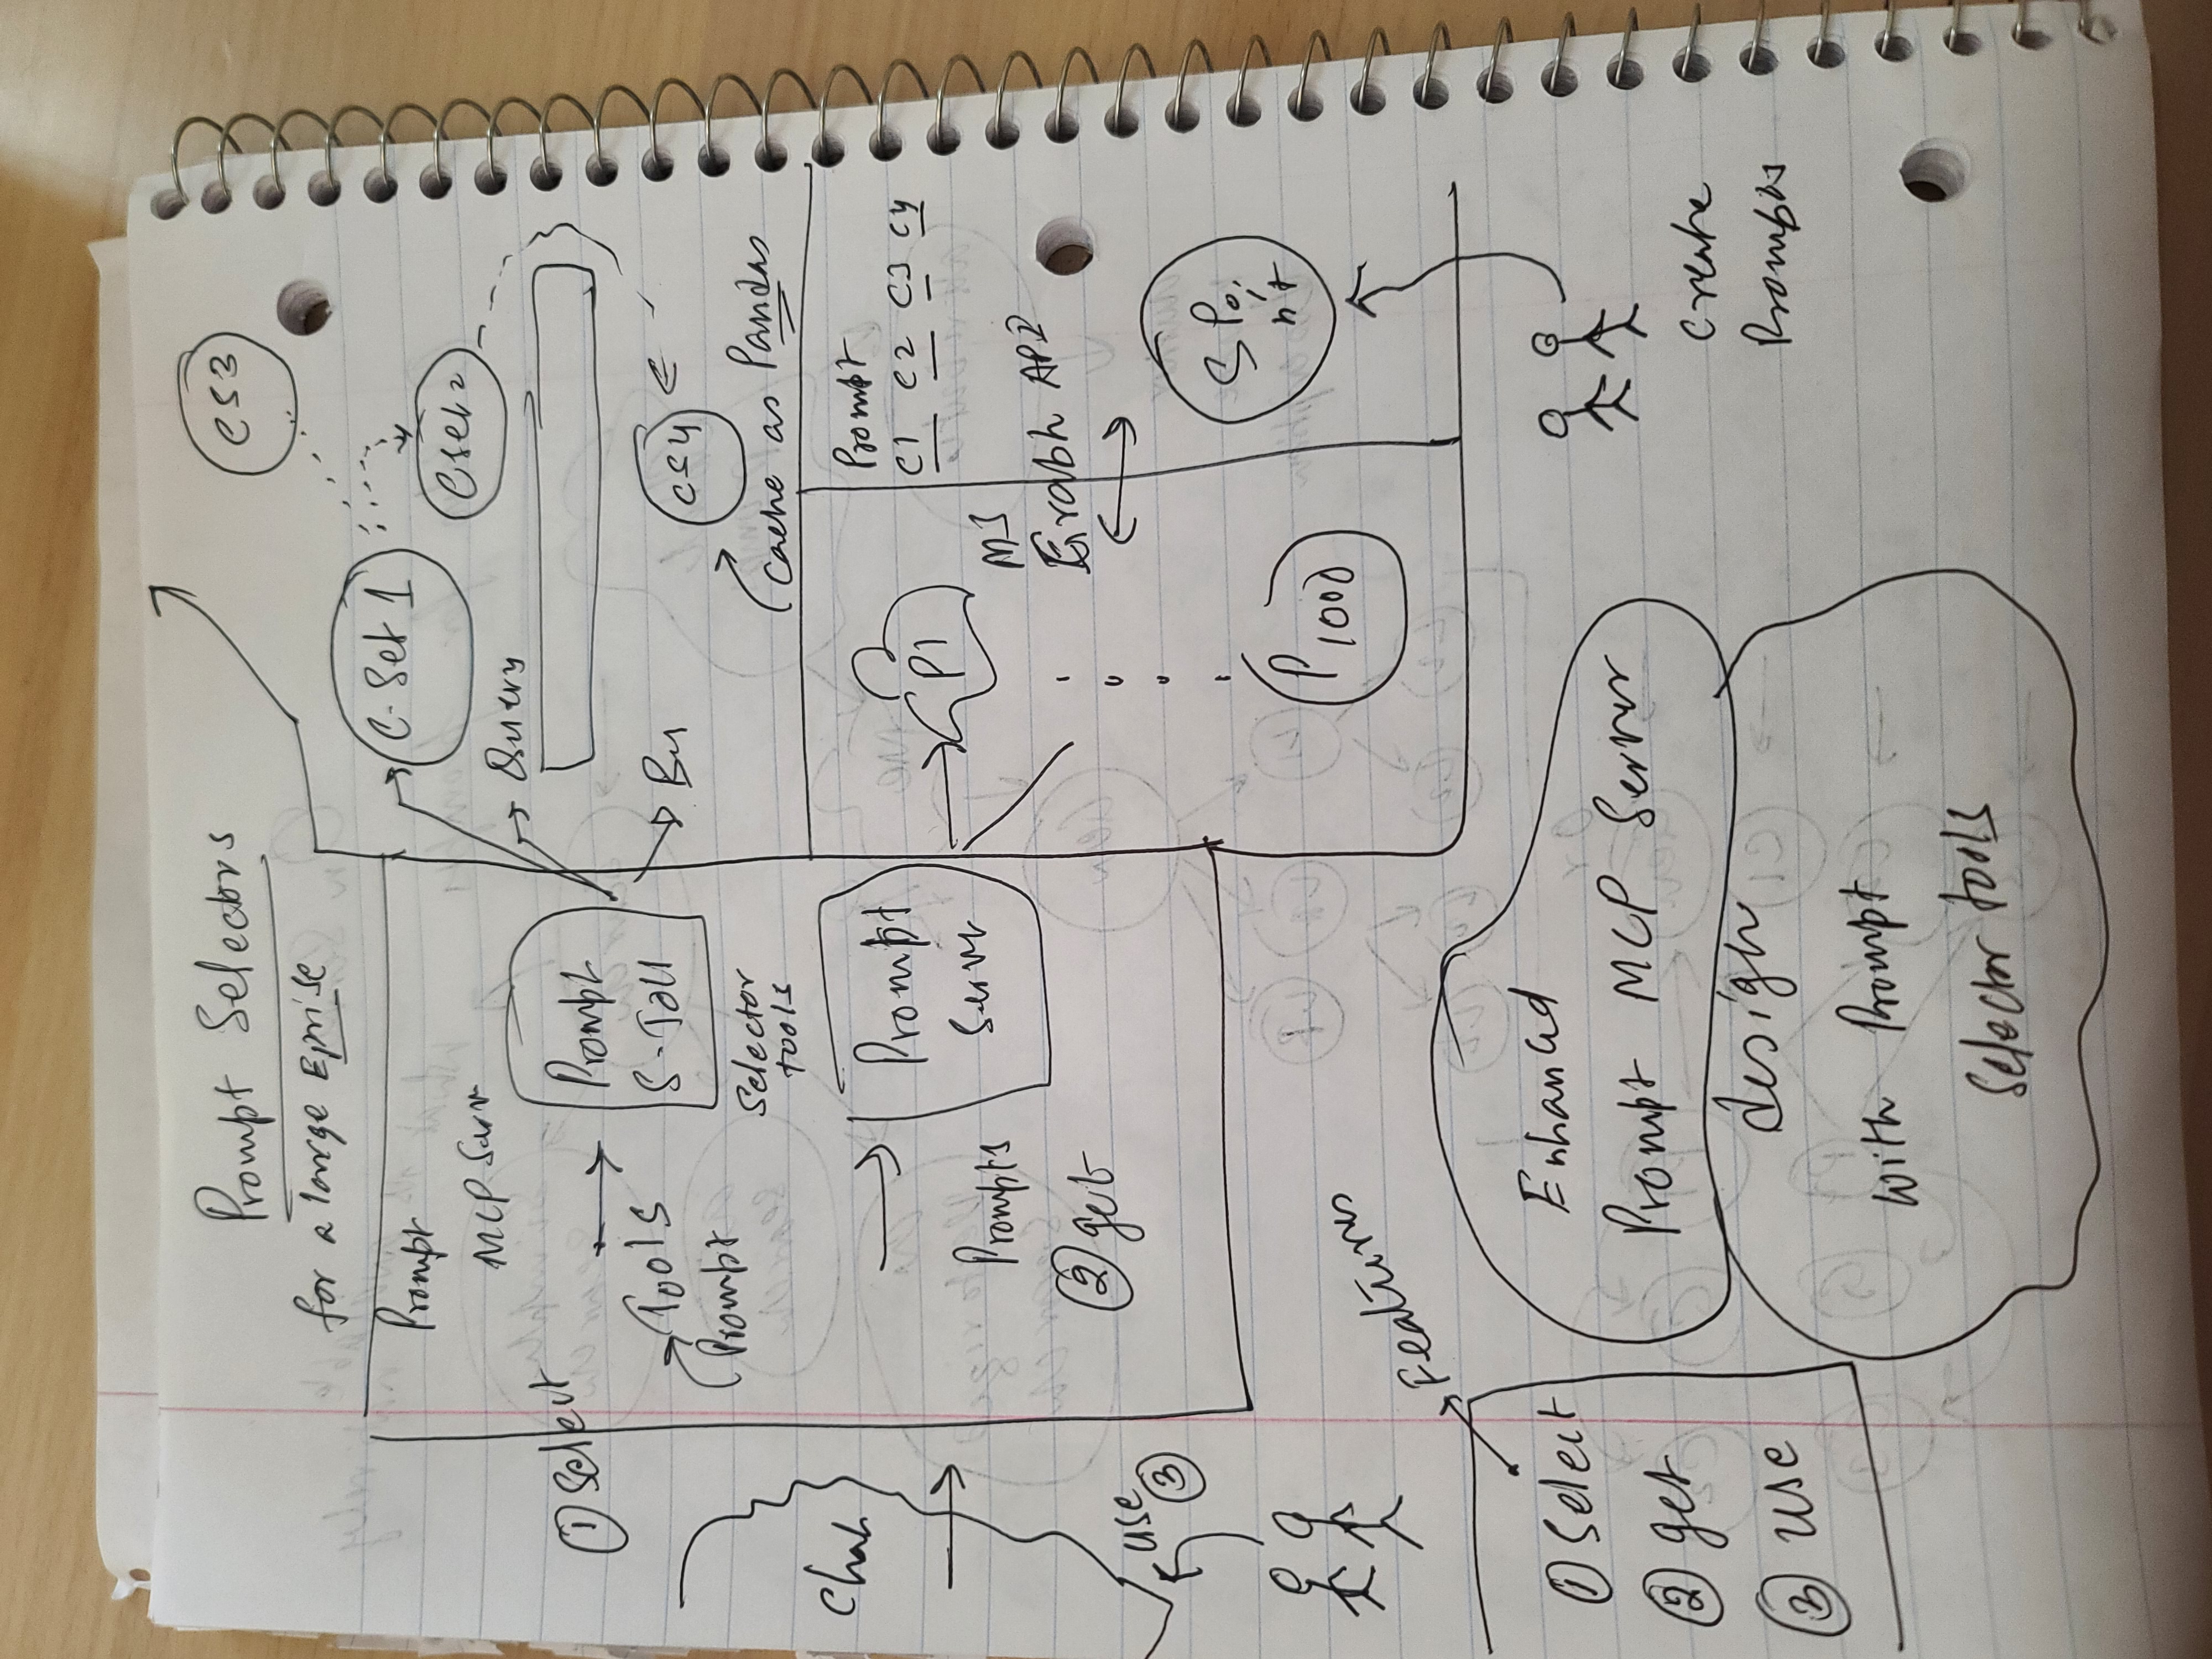 Prompt Selectors
for a large Eprise
CS3
C-Set 1
CSet 2
Query
Prompt
MCP
① Select
Tools
Prompt
Prompt
S-Toll
Selector
tools
CS4
Cache as Pandas
Chat
Prompts
② get
Prompt
Server
P1
P1000
Prompt
C1 C2 C3 C4
MS
Graph API
SPoint
use
③
Features
① Select
② get
③ use
Enhanced
Prompt MCP Server
design
with Prompt
Selector tools
Create
Prompts